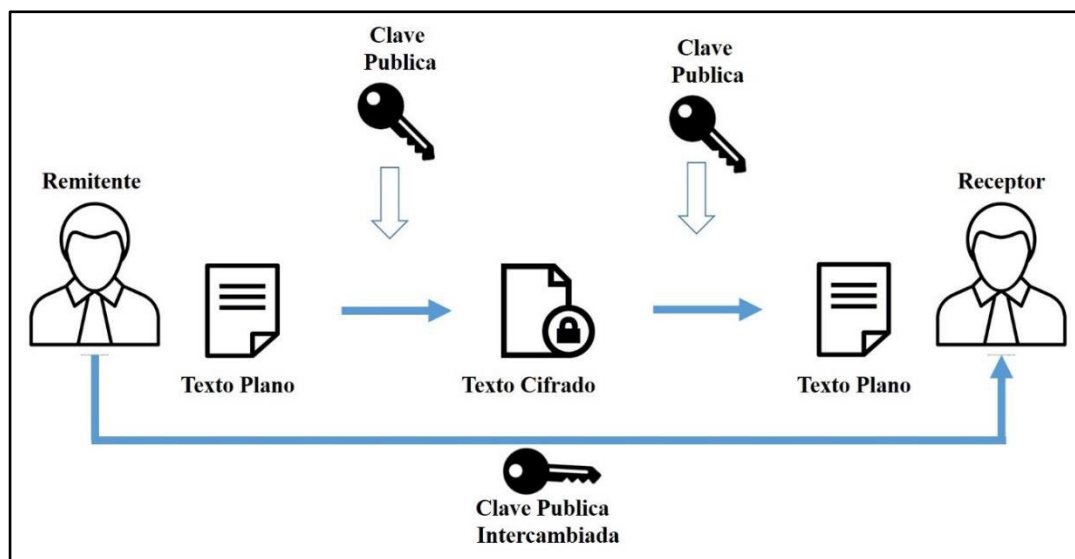 Clave
Publica
Clave
Publica
Remitente
Receptor
Texto Plano
Texto Cifrado
Texto Plano
Clave Publica
Intercambiada